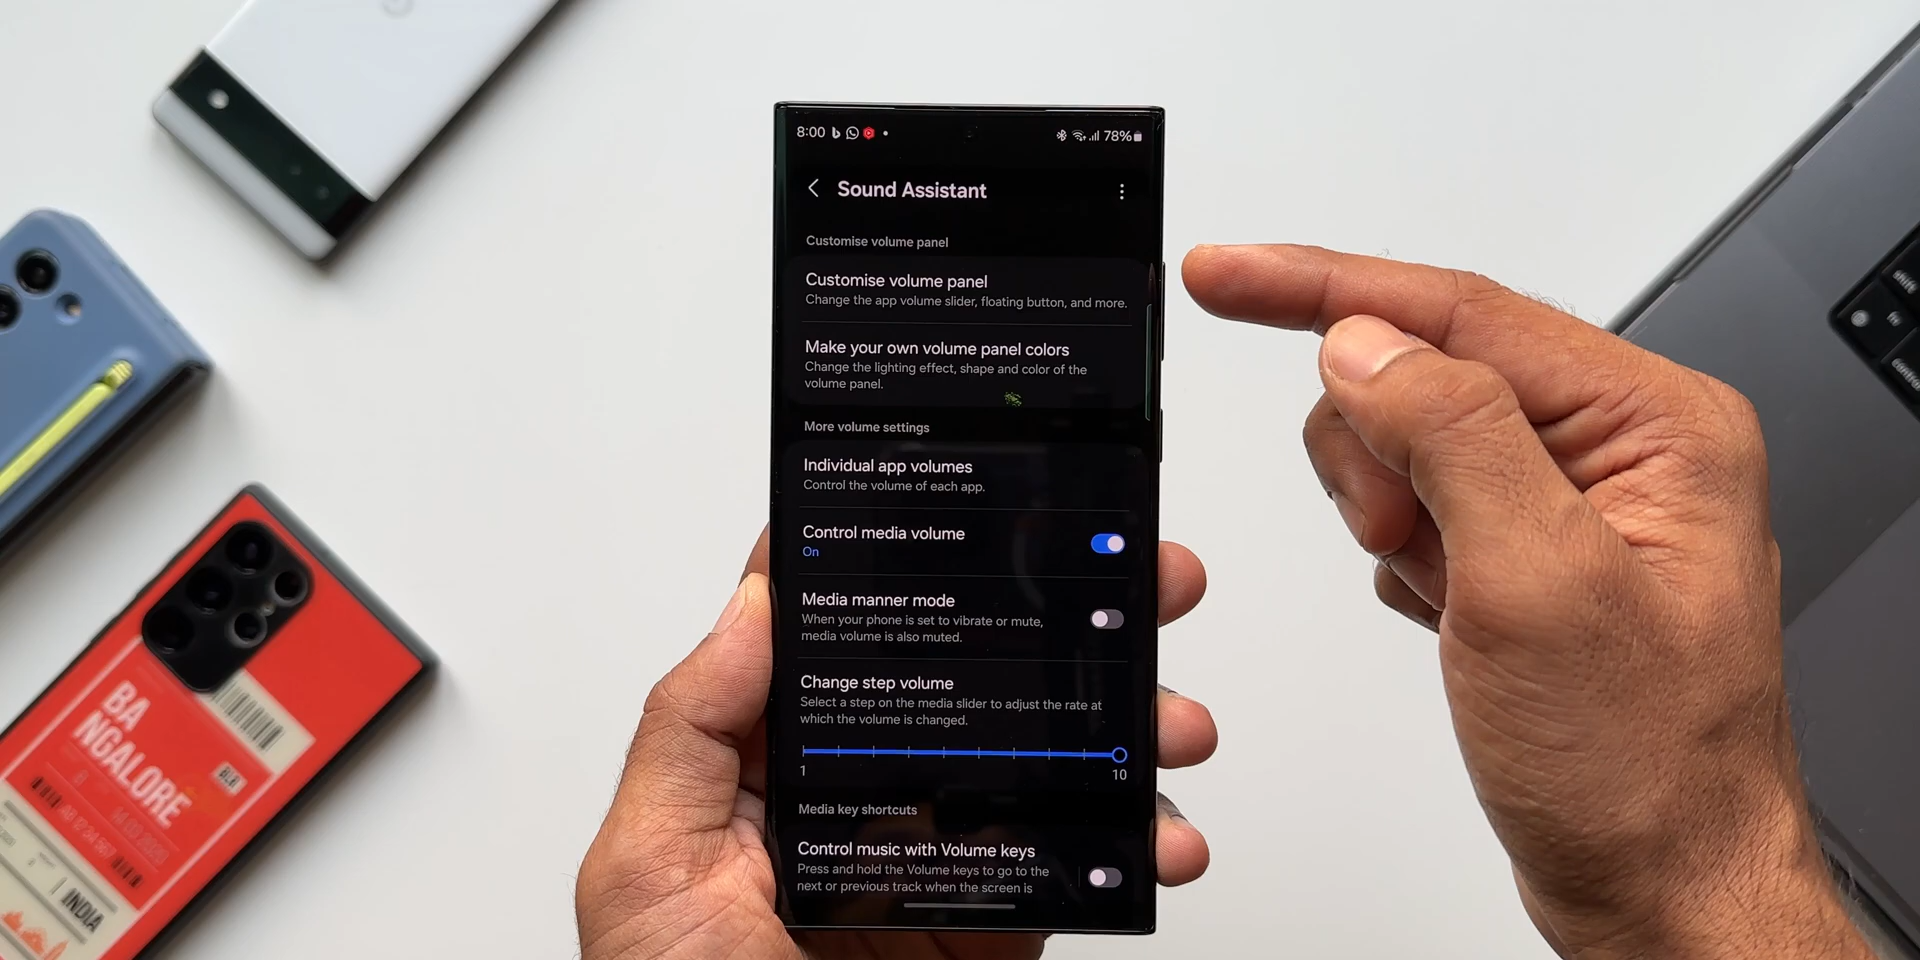 8:00
78%
Sound Assistant
Customise volume panel
Customise volume panel
Change the app volume slider, floating button, and more.
Make your own volume panel colors
Change the lighting effect, shape and color of the
volume panel.
More volume settings
Individual app volumes
Control the volume of each app.
Control media volume
On
Media manner mode
When your phone is set to vibrate or mute,
media volume is also muted.
Change step volume
Select a step on the media slider to adjust the rate at
which the volume is changed.
1
10
Media key shortcuts
Control music with Volume keys
Press and hold the Volume keys to go to the
next or previous track when the screen is
BA
NGALORE
BLR
INDIA
shift
fn
control